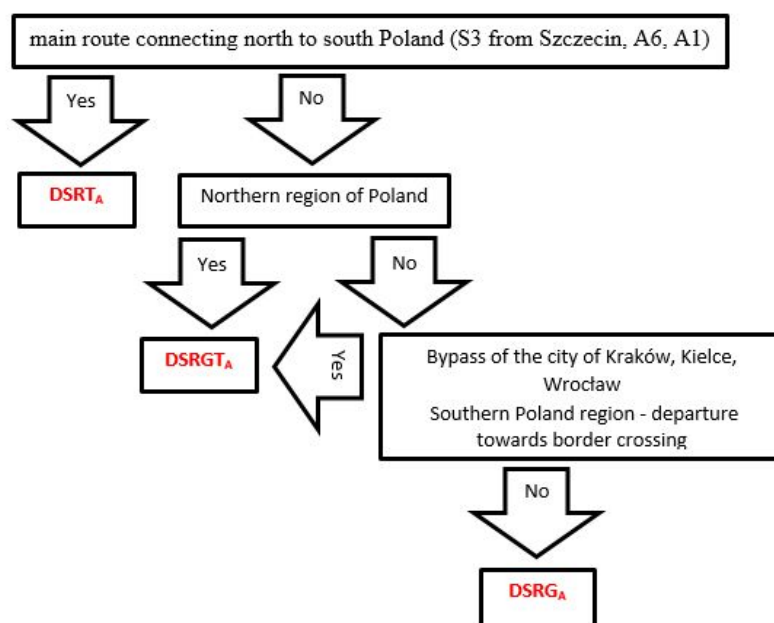 main route connecting north to south Poland (S3 from Szczecin, A6, A1)
Yes
No
DSRTA
Northern region of Poland
Yes
No
DSRGTA
Yes
Bypass of the city of Kraków, Kielce,
Wrocław
Southern Poland region - departure
towards border crossing
No
DSRGA